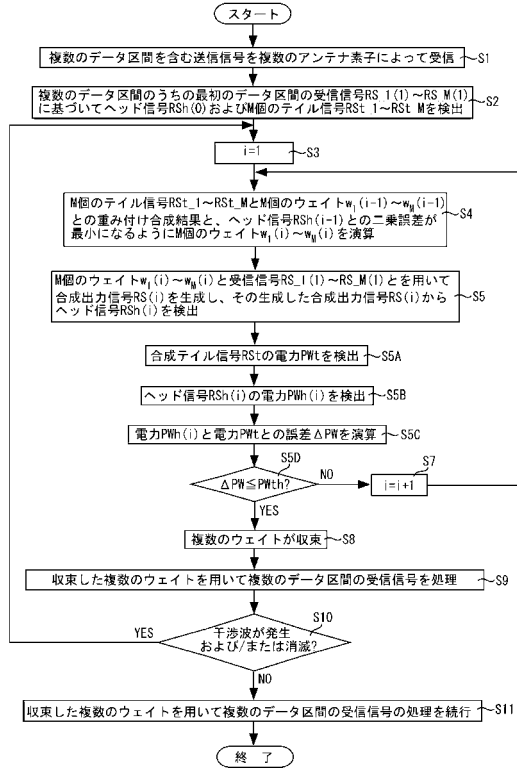 スタート
複数のデータ区間を含む送信信号を複数のアンテナ素子によって受信
S1
複数のデータ区間のうちの最初のデータ区間の受信信号RS_1(1)~RS_M(1)
に基づいてヘッド信号RSh(0)およびM個のテイル信号RSt_1~RSt_Mを検出
S2
i=1
S3
M個のテイル信号RSt_1~RSt_MとM個のウェイトw1(i-1)~wM(i-1)
との重み付け合成結果と、ヘッド信号RSh(i-1)との二乗誤差が
最小になるようにM個のウェイトw1(i)~wM(i)を演算
S4
M個のウェイトw1(i)~wM(i)と受信信号RS_1(1)~RS_M(1)とを用いて
合成出力信号RS(i)を生成し、その生成した合成出力信号RS(i)から
ヘッド信号RSh(i)を検出
S5
合成テイル信号RStの電力PWtを検出
S5A
ヘッド信号RSh(i)の電力PWh(i)を検出
S5B
電力PWh(i)と電力PWtとの誤差ΔPWを演算
S5C
S5D
ΔPW≦PWth?
NO
S7
i=i+1
YES
複数のウェイトが収束
S8
収束した複数のウェイトを用いて複数のデータ区間の受信信号を処理
S9
S10
YES
干渉波が発生
および/または消滅?
NO
収束した複数のウェイトを用いて複数のデータ区間の受信信号の処理を続行
S11
終 了